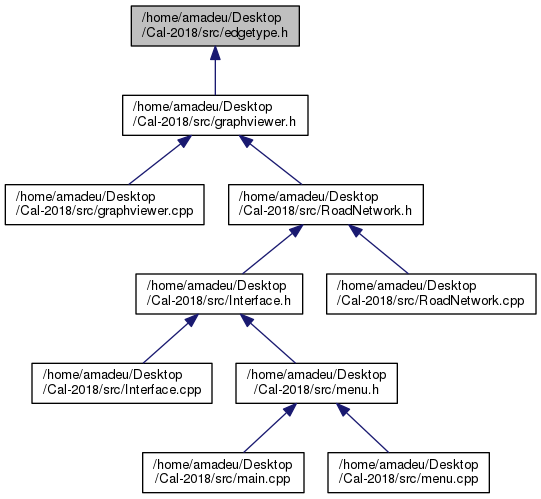 /home/amadeu/Desktop
/Cal-2018/src/edgetype.h
/home/amadeu/Desktop
/Cal-2018/src/graphviewer.h
/home/amadeu/Desktop
/Cal-2018/src/graphviewer.cpp
/home/amadeu/Desktop
/Cal-2018/src/RoadNetwork.h
/home/amadeu/Desktop
/Cal-2018/src/Interface.h
/home/amadeu/Desktop
/Cal-2018/src/RoadNetwork.cpp
/home/amadeu/Desktop
/Cal-2018/src/Interface.cpp
/home/amadeu/Desktop
/Cal-2018/src/menu.h
/home/amadeu/Desktop
/Cal-2018/src/main.cpp
/home/amadeu/Desktop
/Cal-2018/src/menu.cpp